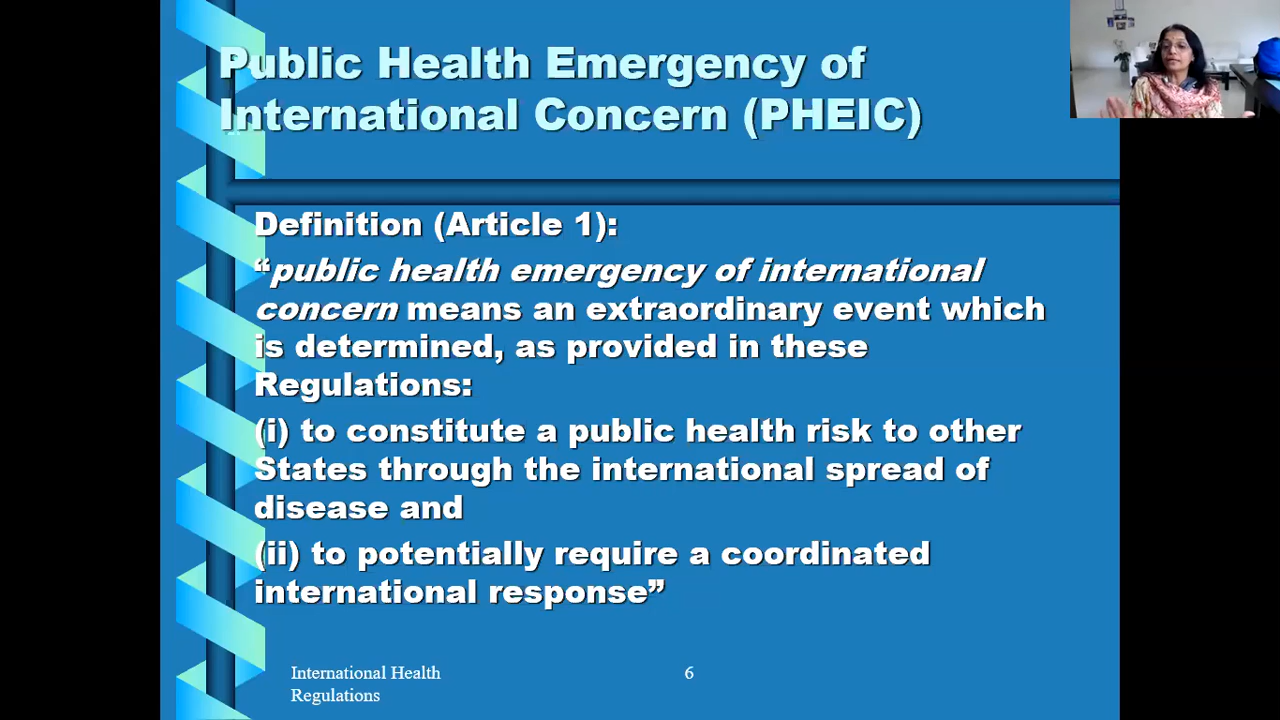 Public Health Emergency of
International Concern (PHEIC)
Definition (Article 1):
“public health emergency of international
concern means an extraordinary event which
is determined, as provided in these
Regulations:
(i) to constitute a public health risk to other
States through the international spread of
disease and
(ii) to potentially require a coordinated
international response”
International Health
Regulations
6